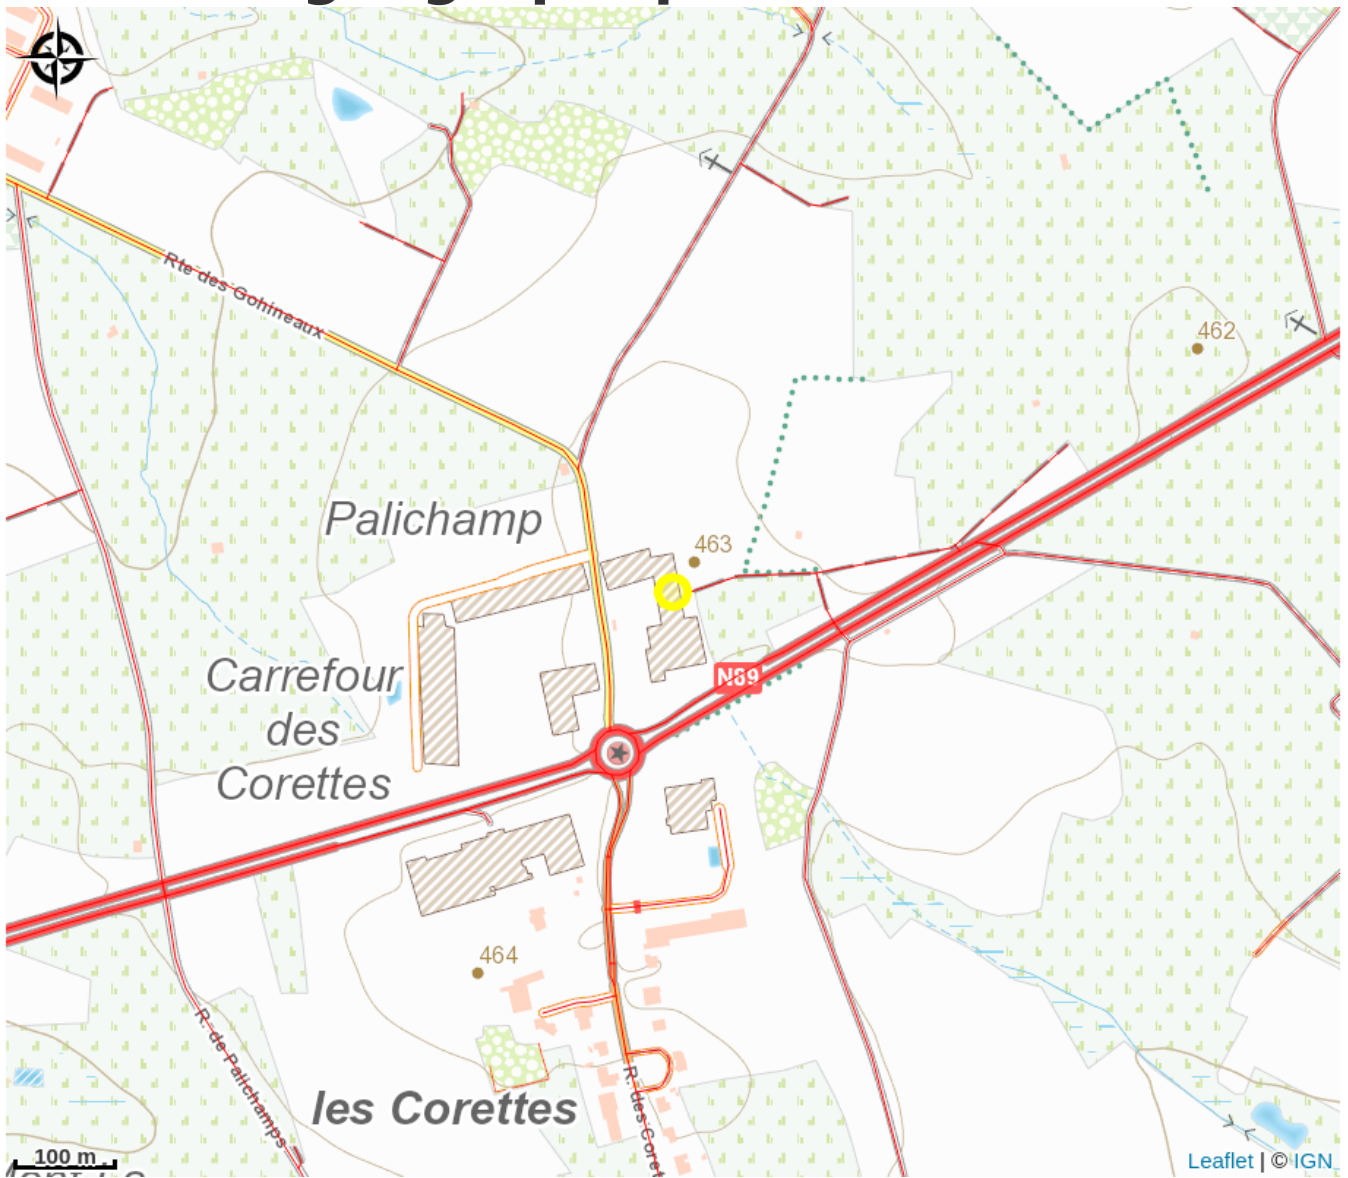 Rte des Gohineaux
462
Palichamp
463
Carrefour
des
Corettes
N89
464
R. de Palichamps
les Corettes
R. des Coret
100 m
Leaflet | © IGN